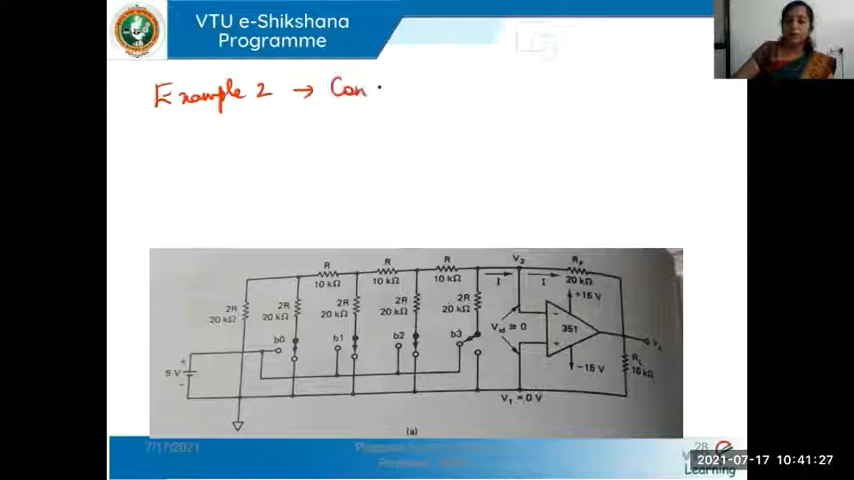 VTU e-Shikshana
Programme
Example 2 → Con
R
10 kΩ
R
10 kΩ
R
10 kΩ
2R
20 kΩ
2R
20 kΩ
2R
20 kΩ
2R
20 kΩ
2R
20 kΩ
b0
b1
b2
b3
5 V
+
-
I
V2
I
RF
20 kΩ
+15 V
Vid ≅ 0
-
351
+
-15 V
V1 = 0 V
RL
10 kΩ
(a)
7/17/2021
28
2021-07-17 10:41:27
Learning